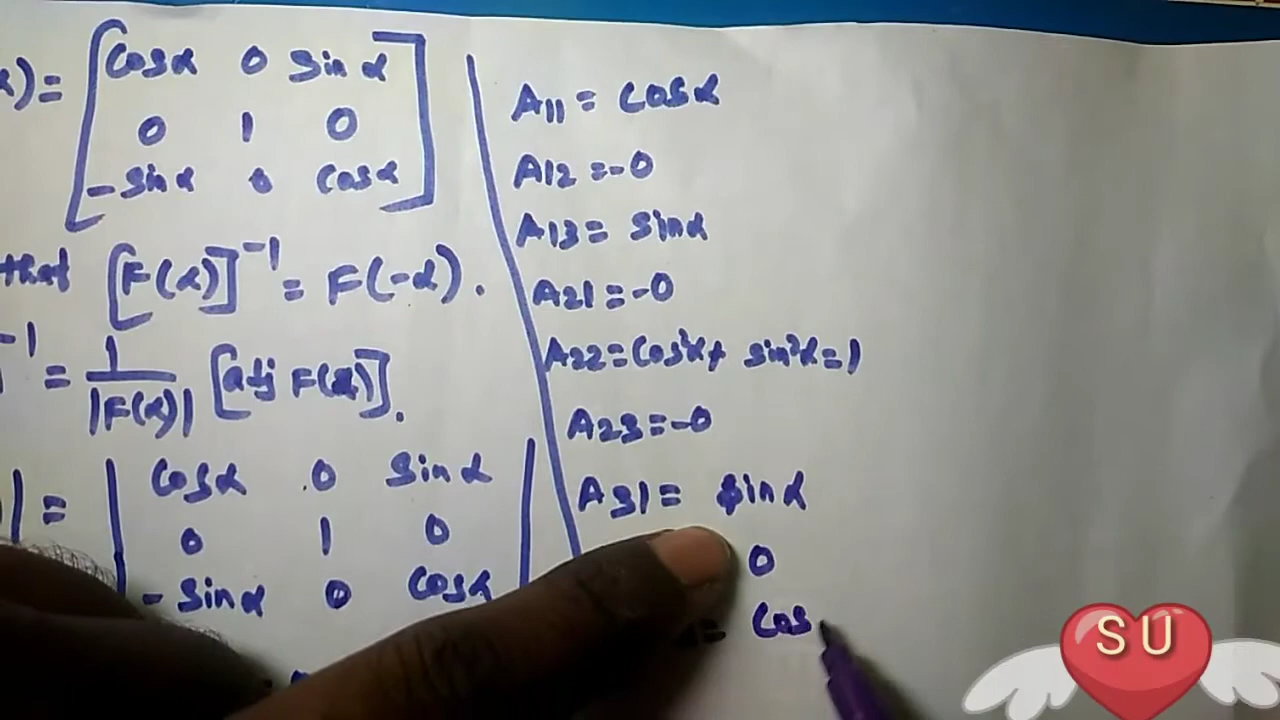 α) = [cosα 0 sinα
0 1 0
-sinα 0 cosα]
that [F(α)]⁻¹ = F(-α).
⁻¹ = 1/|F(α)| [adj F(α)].
| = |cosα 0 sinα
0 1 0
-sinα 0 cosα|
A11 = cosα
A12 = -0
A13 = sinα
A21 = -0
A22 = cos²α + sin²α = 1
A23 = -0
A31 = sinα
0
= cos
SU